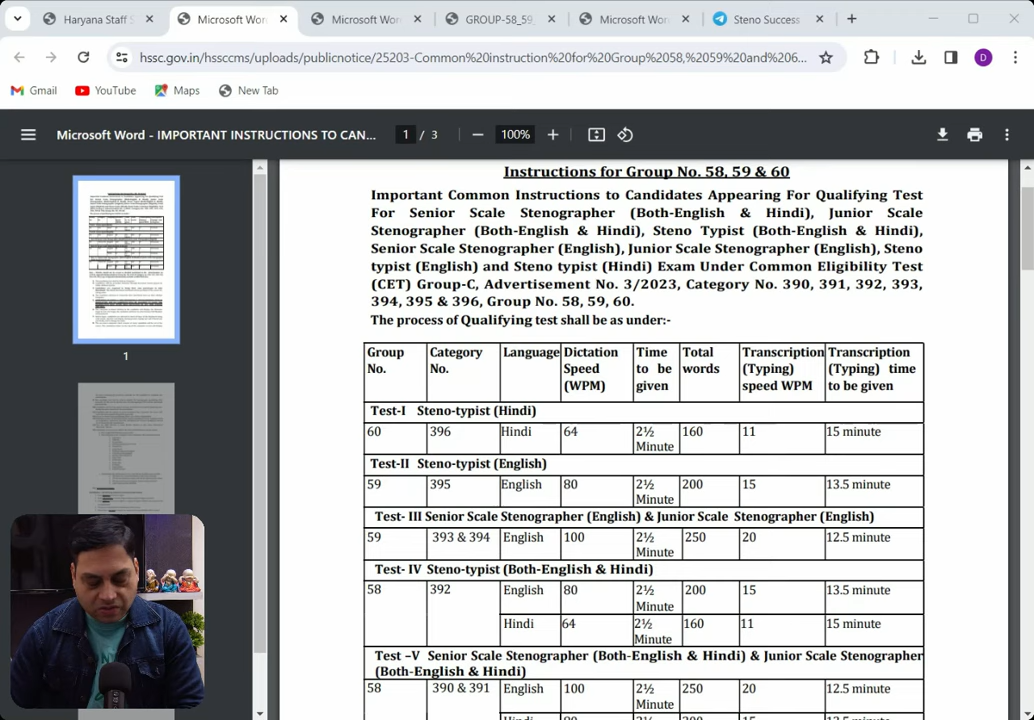 Haryana Staff S
Microsoft Wor
Microsoft Wor
GROUP-58_59_
Microsoft Wor
Steno Success
hssc.gov.in/hssccms/uploads/publicnotice/25203-Common%20instruction%20for%20Group%2058,%2059%20and%206...
D
Gmail
YouTube
Maps
New Tab
Microsoft Word - IMPORTANT INSTRUCTIONS TO CAN...
1 / 3
100%
1
Instructions for Group No. 58, 59 & 60
Important Common Instructions to Candidates Appearing For Qualifying Test
For Senior Scale Stenographer (Both-English & Hindi), Junior Scale
Stenographer (Both-English & Hindi), Steno Typist (Both-English & Hindi),
Senior Scale Stenographer (English), Junior Scale Stenographer (English), Steno
typist (English) and Steno typist (Hindi) Exam Under Common Eligibility Test
(CET) Group-C, Advertisement No. 3/2023, Category No. 390, 391, 392, 393,
394, 395 & 396, Group No. 58, 59, 60.
The process of Qualifying test shall be as under:-
Group No. Category No. Language Dictation Speed (WPM) Time to be given Total words Transcription (Typing) speed WPM Transcription (Typing) time to be given
Test-I Steno-typist (Hindi)
60 396 Hindi 64 2½ Minute 160 11 15 minute
Test-II Steno-typist (English)
59 395 English 80 2½ Minute 200 15 13.5 minute
Test- III Senior Scale Stenographer (English) & Junior Scale Stenographer (English)
59 393 & 394 English 100 2½ Minute 250 20 12.5 minute
Test- IV Steno-typist (Both-English & Hindi)
58 392 English 80 2½ Minute 200 15 13.5 minute
Hindi 64 2½ Minute 160 11 15 minute
Test –V Senior Scale Stenographer (Both-English & Hindi) & Junior Scale Stenographer
(Both-English & Hindi)
58 390 & 391 English 100 2½ Minute 250 20 12.5 minute